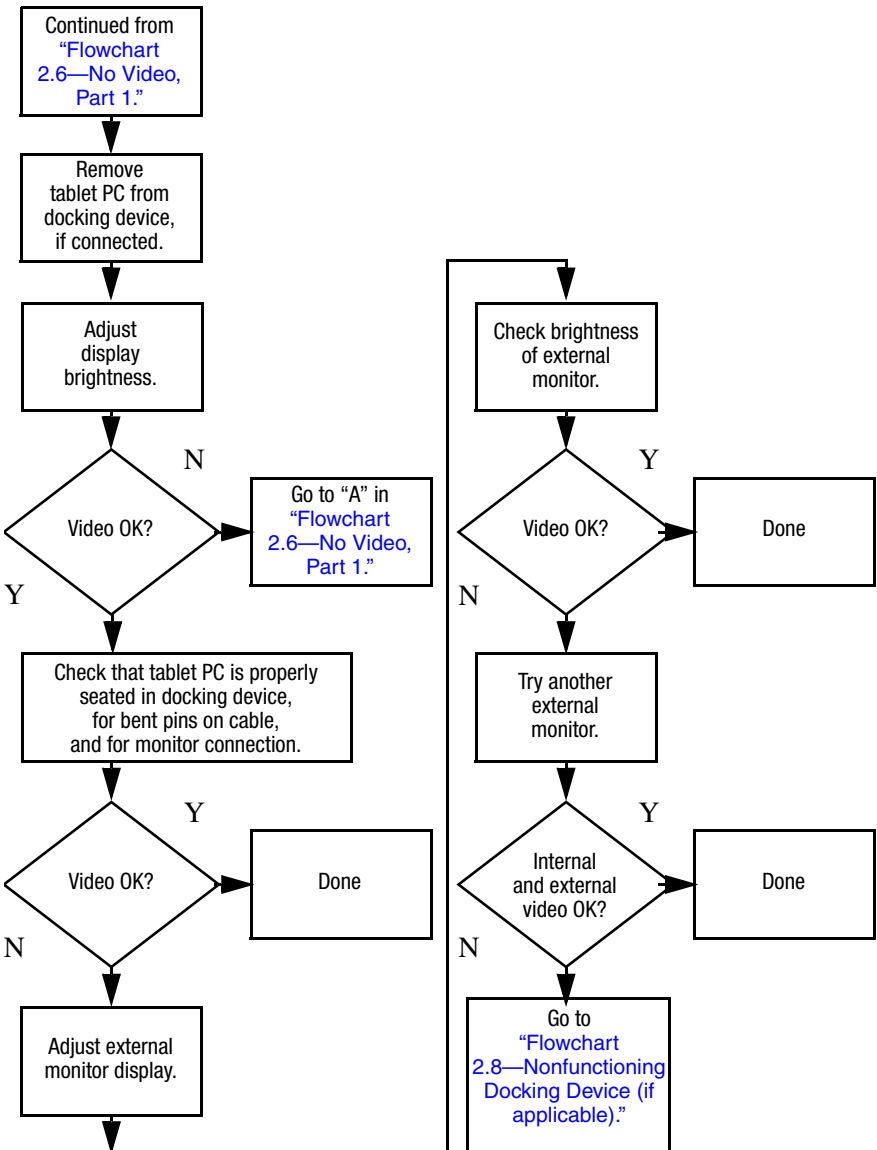 Continued from
“Flowchart
2.6—No Video,
Part 1.”
Remove
tablet PC from
docking device,
if connected.
Adjust
display
brightness.
N
Video OK?
Go to “A” in
“Flowchart
2.6—No Video,
Part 1.”
Y
Check that tablet PC is properly
seated in docking device,
for bent pins on cable,
and for monitor connection.
Y
Video OK?
Done
N
Adjust external
monitor display.
Check brightness
of external
monitor.
Y
Video OK?
Done
N
Try another
external
monitor.
Y
Internal
and external
video OK?
Done
N
Go to
“Flowchart
2.8—Nonfunctioning
Docking Device (if
applicable).”